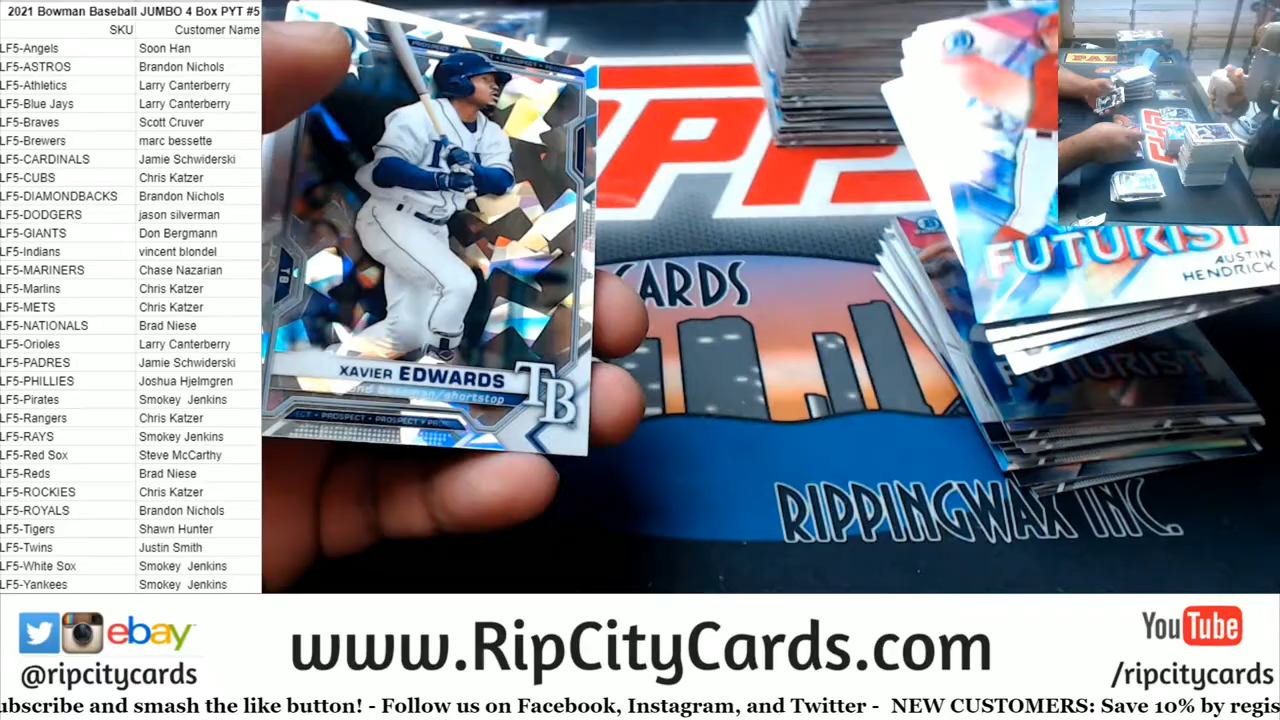 2021 Bowman Baseball JUMBO 4 Box PYT #5
SKU Customer Name
LF5-Angels Soon Han
LF5-ASTROS Brandon Nichols
LF5-Athletics Larry Canterberry
LF5-Blue Jays Larry Canterberry
LF5-Braves Scott Cruver
LF5-Brewers marc bessette
LF5-CARDINALS Jamie Schwiderski
LF5-CUBS Chris Katzer
LF5-DIAMONDBACKS Brandon Nichols
LF5-DODGERS jason silverman
LF5-GIANTS Don Bergmann
LF5-Indians vincent blondel
LF5-MARINERS Chase Nazarian
LF5-Marlins Chris Katzer
LF5-METS Chris Katzer
LF5-NATIONALS Brad Niese
LF5-Orioles Larry Canterberry
LF5-PADRES Jamie Schwiderski
LF5-PHILLIES Joshua Hjelmgren
LF5-Pirates Smokey Jenkins
LF5-Rangers Chris Katzer
LF5-RAYS Smokey Jenkins
LF5-Red Sox Steve McCarthy
LF5-Reds Brad Niese
LF5-ROCKIES Chris Katzer
LF5-ROYALS Brandon Nichols
LF5-Tigers Shawn Hunter
LF5-Twins Justin Smith
LF5-White Sox Smokey Jenkins
LF5-Yankees Smokey Jenkins
XAVIER EDWARDS
second baseman/shortstop
TB
PROSPECT • PROSPECT
FUTURIST
AUSTIN
HENDRICK
FUTURIST
CARDS
RIPPINGWAX INC.
ebay
@ripcitycards
www.RipCityCards.com
YouTube
/ripcitycards
ubscribe and smash the like button! - Follow us on Facebook, Instagram, and Twitter - NEW CUSTOMERS: Save 10% by regis